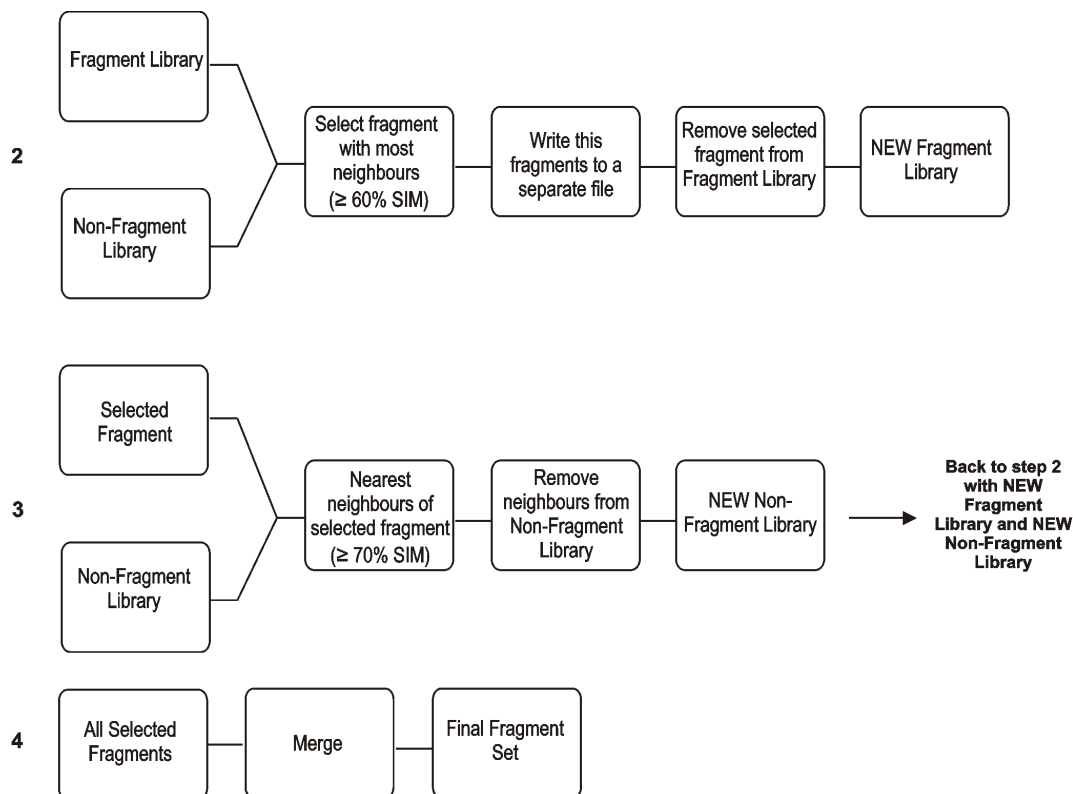 2
Fragment Library
Non-Fragment
Library
Select fragment
with most
neighbours
(≥ 60% SIM)
Write this
fragments to a
separate file
Remove selected
fragment from
Fragment Library
NEW Fragment
Library
3
Selected
Fragment
Non-Fragment
Library
Nearest
neighbours of
selected fragment
(≥ 70% SIM)
Remove
neighbours from
Non-Fragment
Library
NEW Non-
Fragment Library
Back to step 2
with NEW
Fragment
Library and NEW
Non-Fragment
Library
4
All Selected
Fragments
Merge
Final Fragment
Set